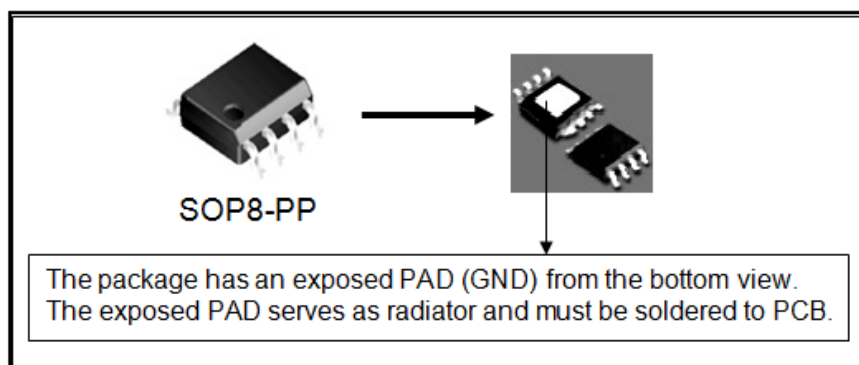 SOP8-PP
The package has an exposed PAD (GND) from the bottom view.
The exposed PAD serves as radiator and must be soldered to PCB.